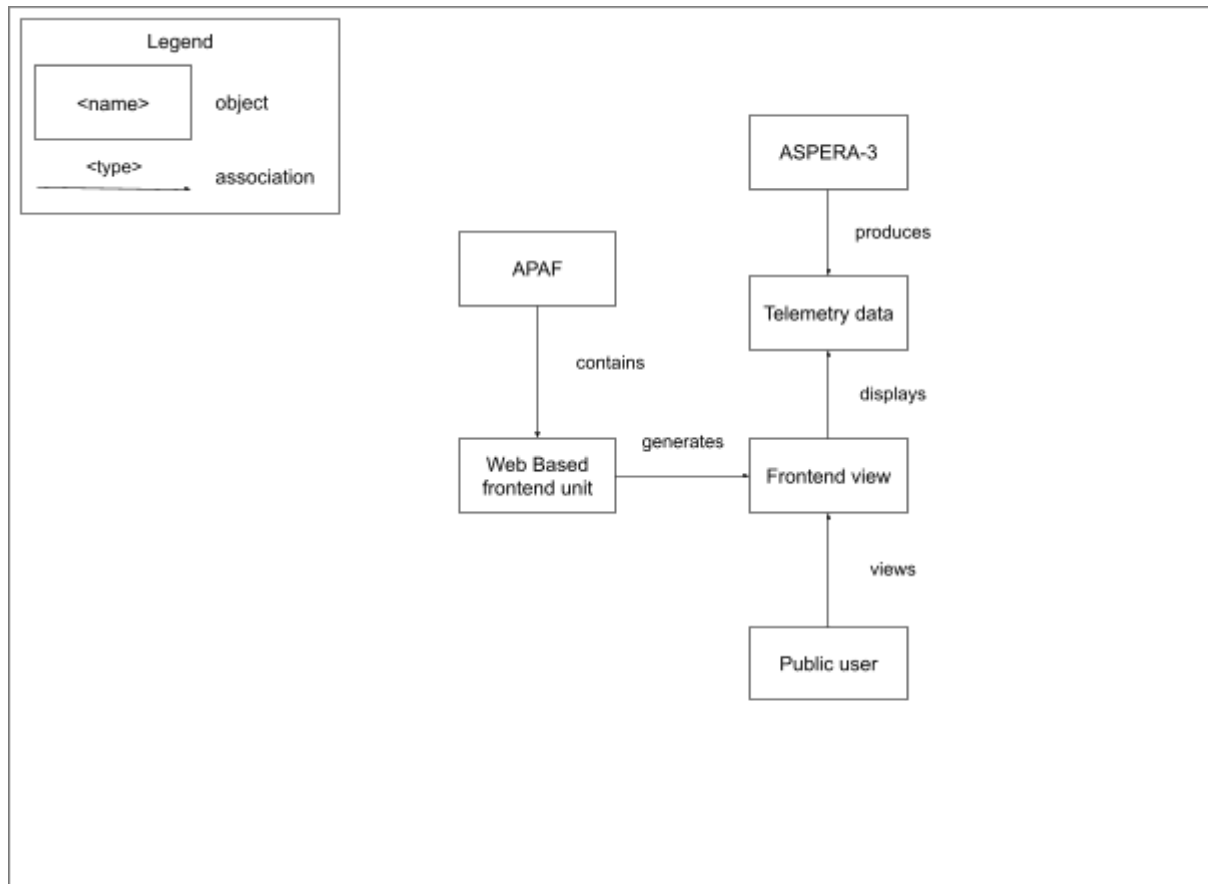 Legend
<name>
object
<type>
association
ASPERA-3
produces
APAF
Telemetry data
contains
displays
generates
Web Based
frontend unit
Frontend view
views
Public user